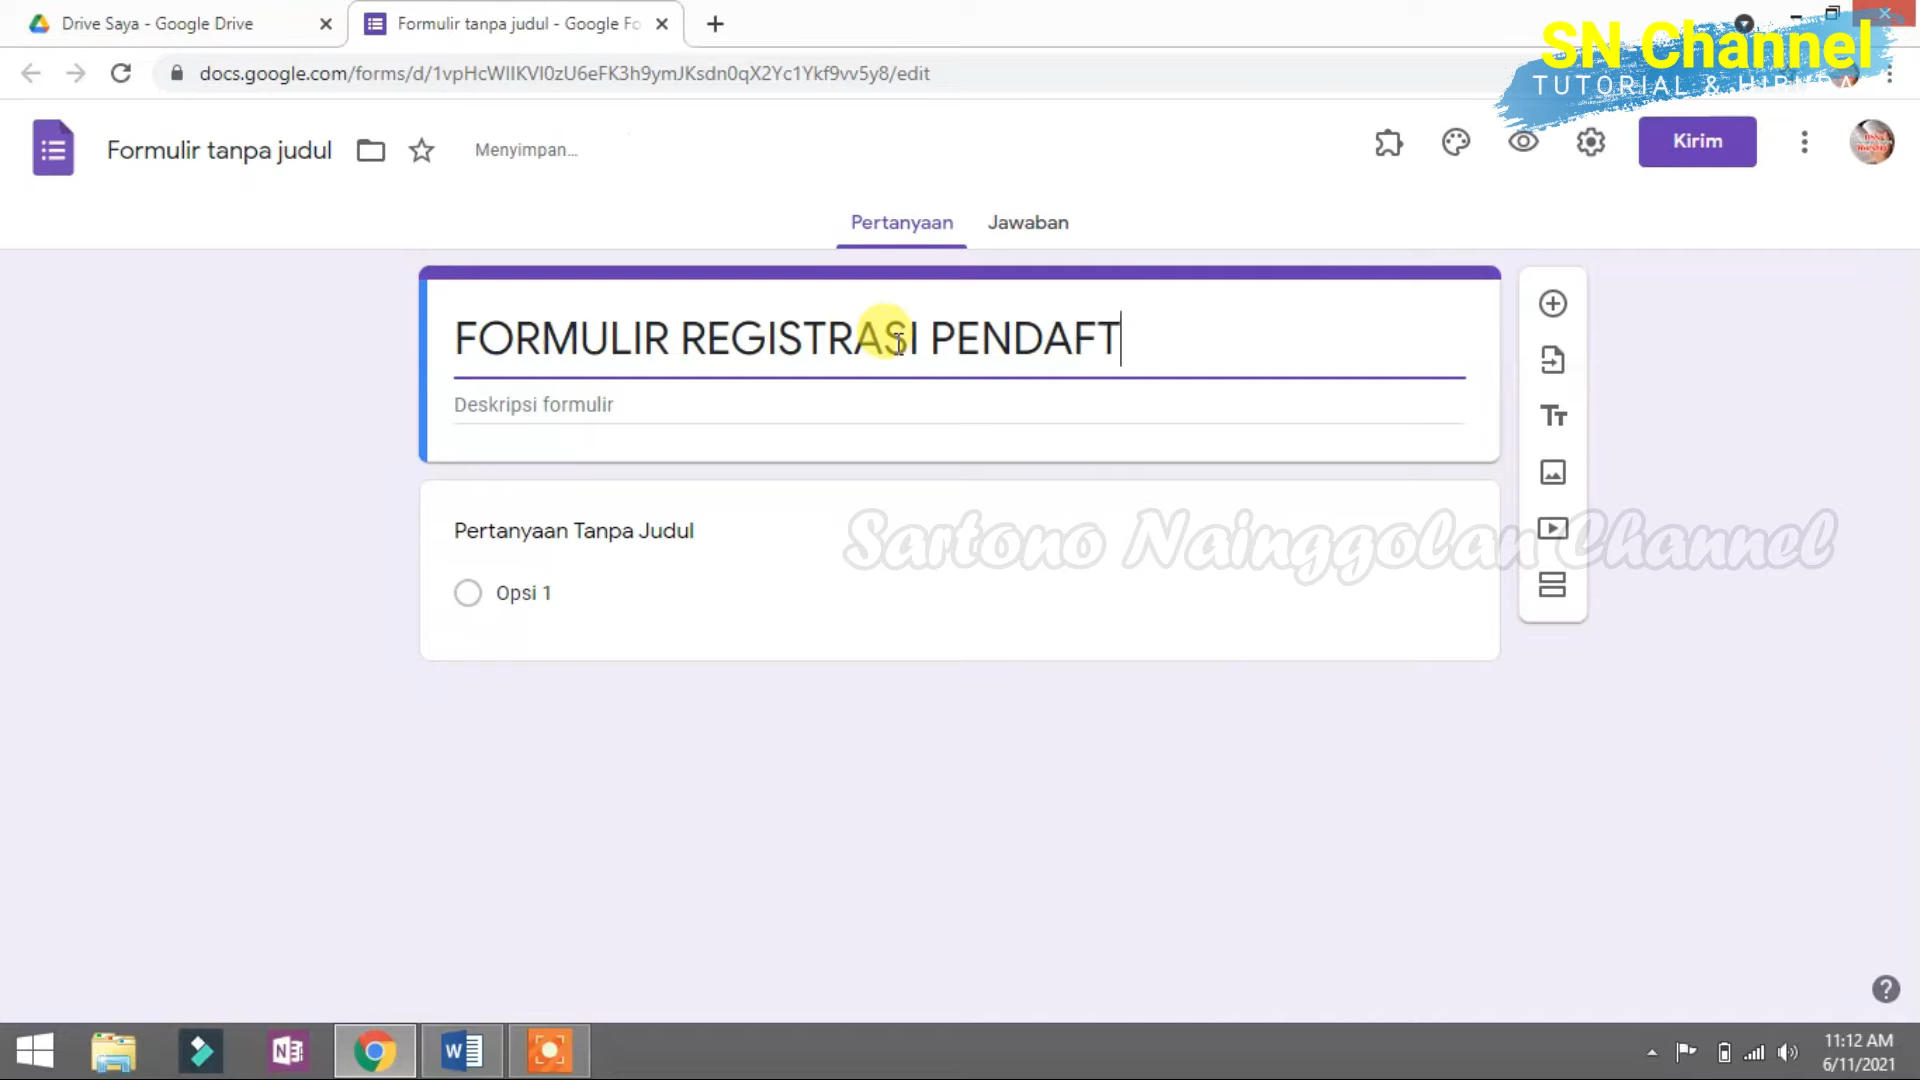 Drive Saya - Google Drive
Formulir tanpa judul - Google Fo
SN Channel
TUTORIAL &
docs.google.com/forms/d/1vpHcWIIKVI0zU6eFK3h9ymJKsdn0qX2Yc1Ykf9vv5y8/edit
Formulir tanpa judul
Menyimpan...
Kirim
Pertanyaan
Jawaban
FORMULIR REGISTRASI PENDAFT
Deskripsi formulir
Pertanyaan Tanpa Judul
Sartono Nainggolan Channel
Opsi 1
11:12 AM
6/11/2021